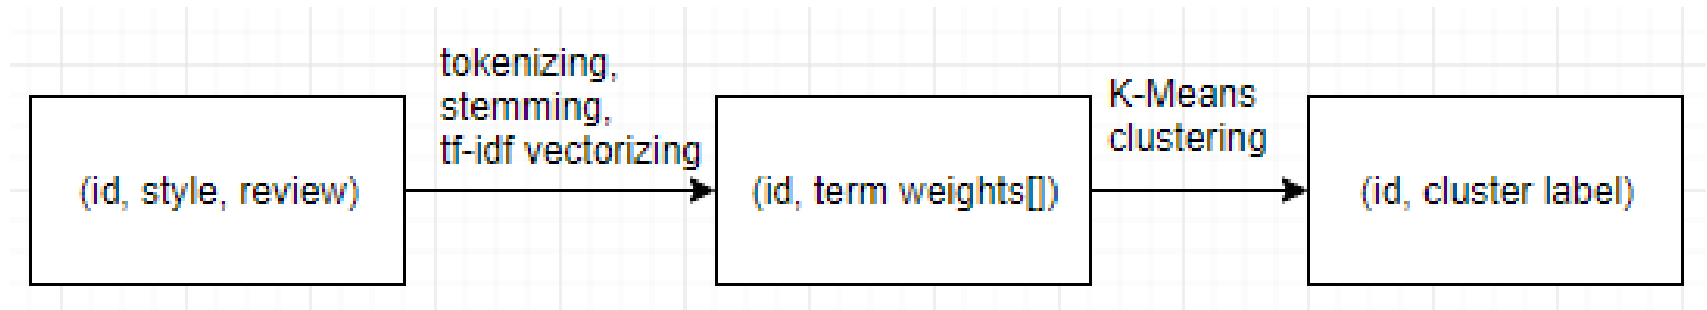 (id, style, review)
tokenizing,
stemming,
tf-idf vectorizing
(id, term weights[])
K-Means
clustering
(id, cluster label)